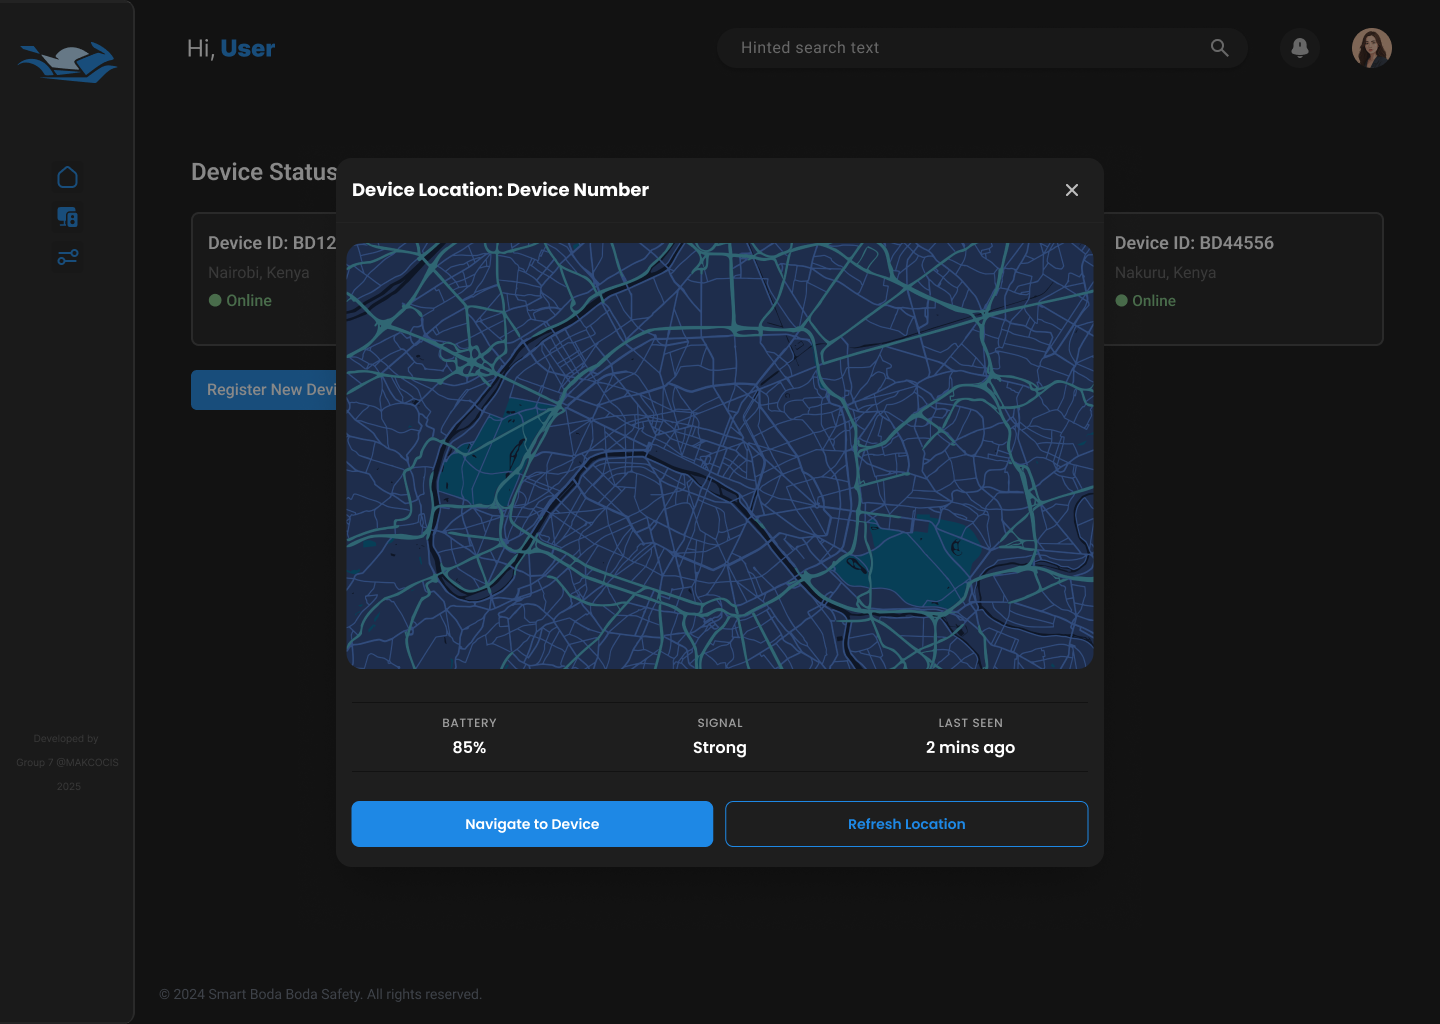 Hi, User
Hinted search text
Device Status
Device Location: Device Number
Device ID: BD12
Nairobi, Kenya
Online
Device ID: BD44556
Nakuru, Kenya
Online
Register New Devi
BATTERY
85%
SIGNAL
Strong
LAST SEEN
2 mins ago
Navigate to Device
Refresh Location
Developed by
Group 7 @MAKCOCIS
2025
© 2024 Smart Boda Boda Safety. All rights reserved.